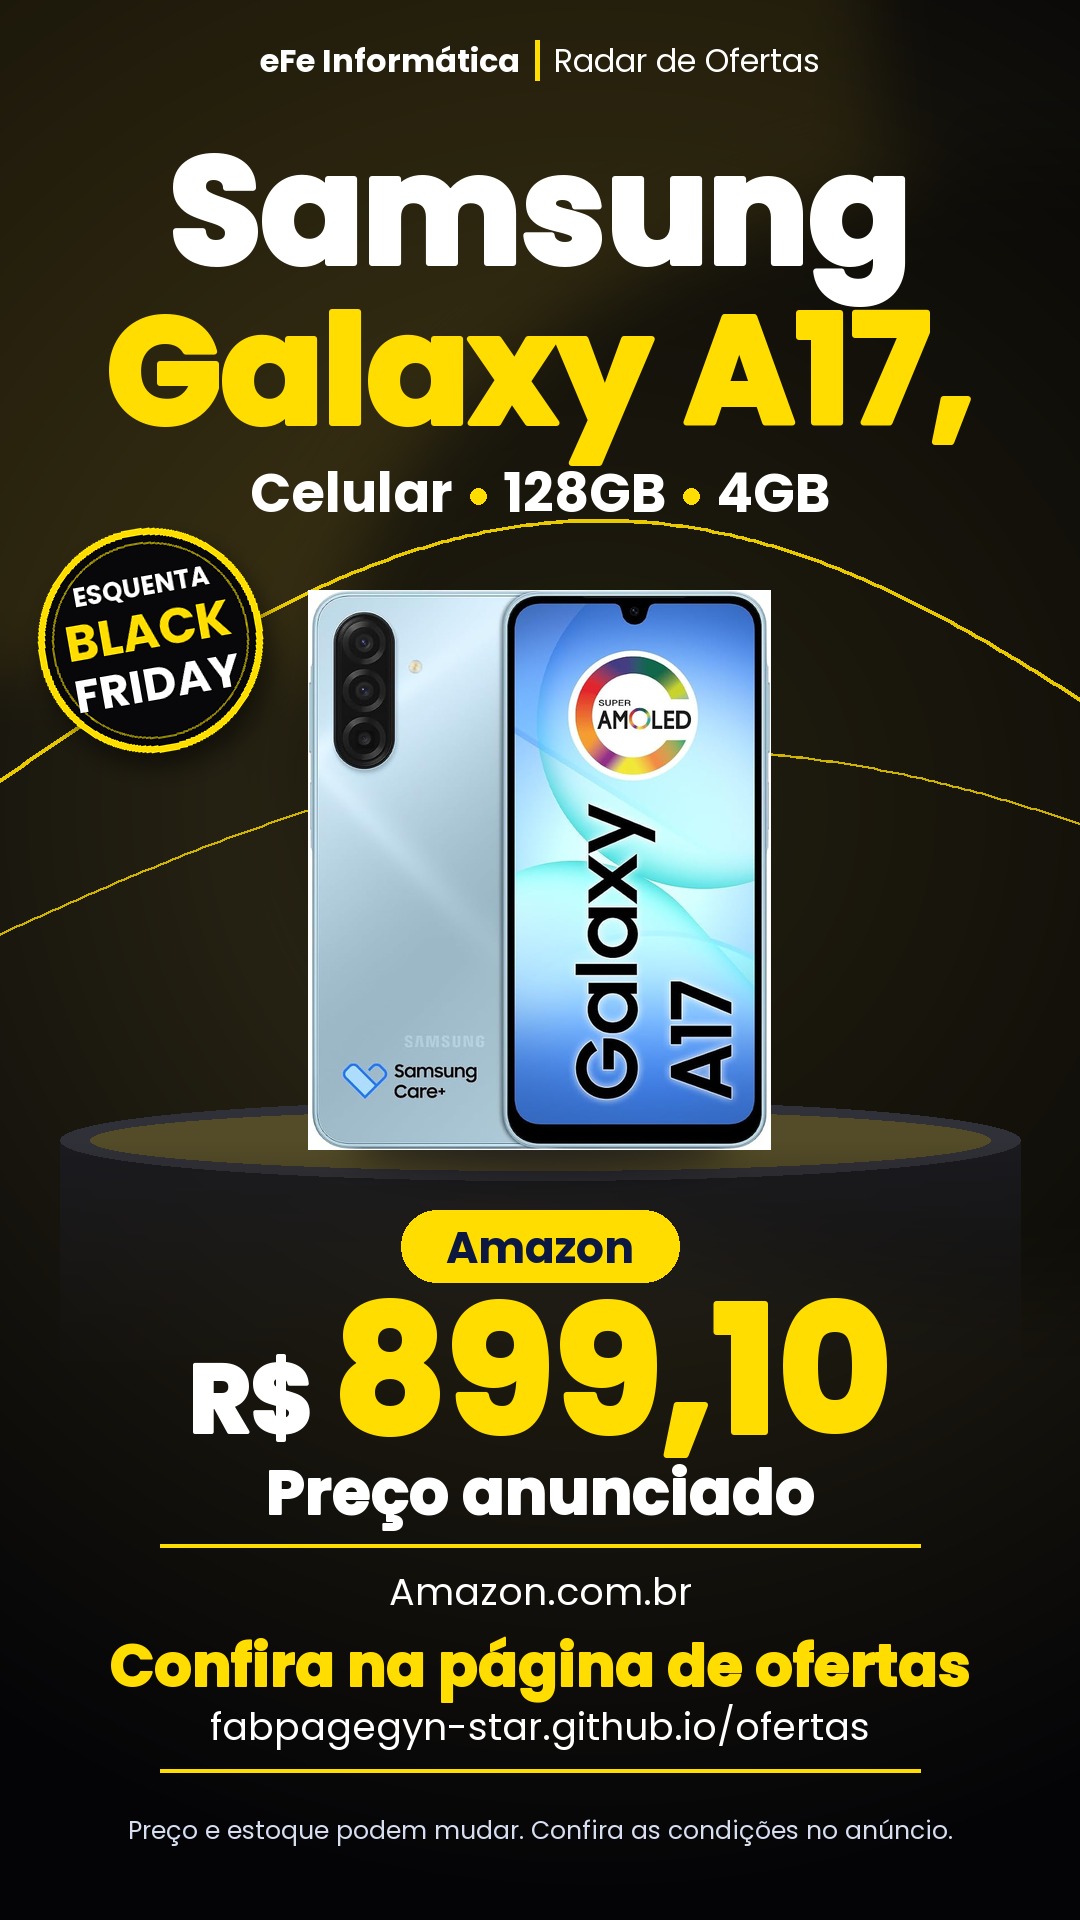 eFe Informática | Radar de Ofertas
Samsung
Galaxy A17,
Celular • 128GB • 4GB
ESQUENTA
BLACK
FRIDAY
SUPER
AMOLED
Galaxy
A17
SAMSUNG
Samsung
Care+
Amazon
R$ 899,10
Preço anunciado
Amazon.com.br
Confira na página de ofertas
fabpagegyn-star.github.io/ofertas
Preço e estoque podem mudar. Confira as condições no anúncio.